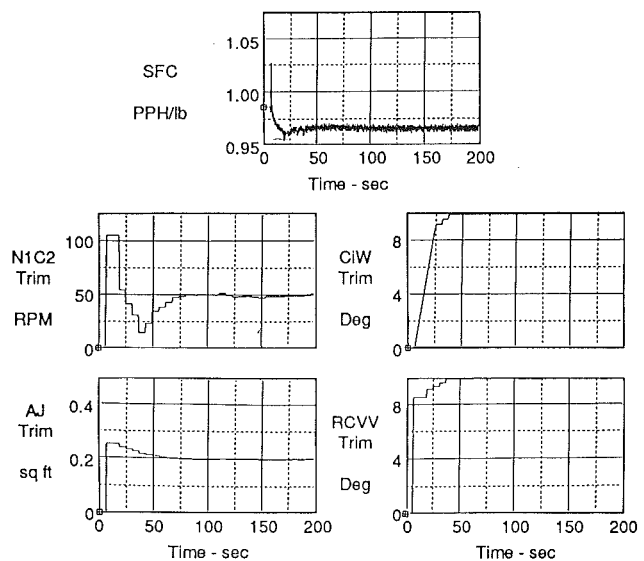 1.05
SFC
1.00
PPH/lb
0.95
0 50 100 150 200
Time - sec
100
N1C2
Trim
50
RPM
0
8
CiW
Trim
4
Deg
0
0.4
AJ
Trim
0.2
sq ft
0
0 50 100 150 200
Time - sec
8
RCVV
Trim
4
Deg
0
0 50 100 150 200
Time - sec